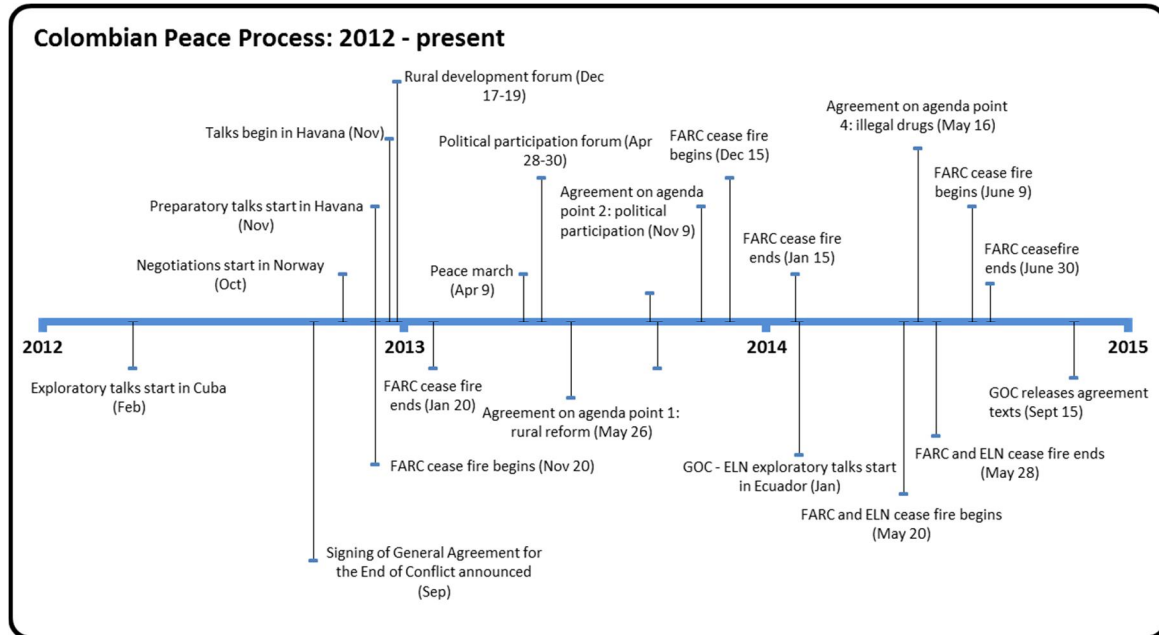 Colombian Peace Process: 2012 - present
Rural development forum (Dec
17-19)
Talks begin in Havana (Nov)
Preparatory talks start in Havana
(Nov)
Negotiations start in Norway
(Oct)
Political participation forum (Apr
28-30)
Peace march
(Apr 9)
FARC cease fire
begins (Dec 15)
Agreement on agenda
point 2: political
participation (Nov 9)
FARC cease fire
ends (Jan 15)
Agreement on agenda point
4: illegal drugs (May 16)
FARC cease fire
begins (June 9)
FARC ceasefire
ends (June 30)
2012
2013
2014
2015
Exploratory talks start in Cuba
(Feb)
FARC cease fire
ends (Jan 20)
FARC cease fire begins (Nov 20)
Signing of General Agreement for
the End of Conflict announced
(Sep)
Agreement on agenda point 1:
rural reform (May 26)
GOC - ELN exploratory talks start
in Ecuador (Jan)
FARC and ELN cease fire begins
(May 20)
FARC and ELN cease fire ends
(May 28)
GOC releases agreement
texts (Sept 15)